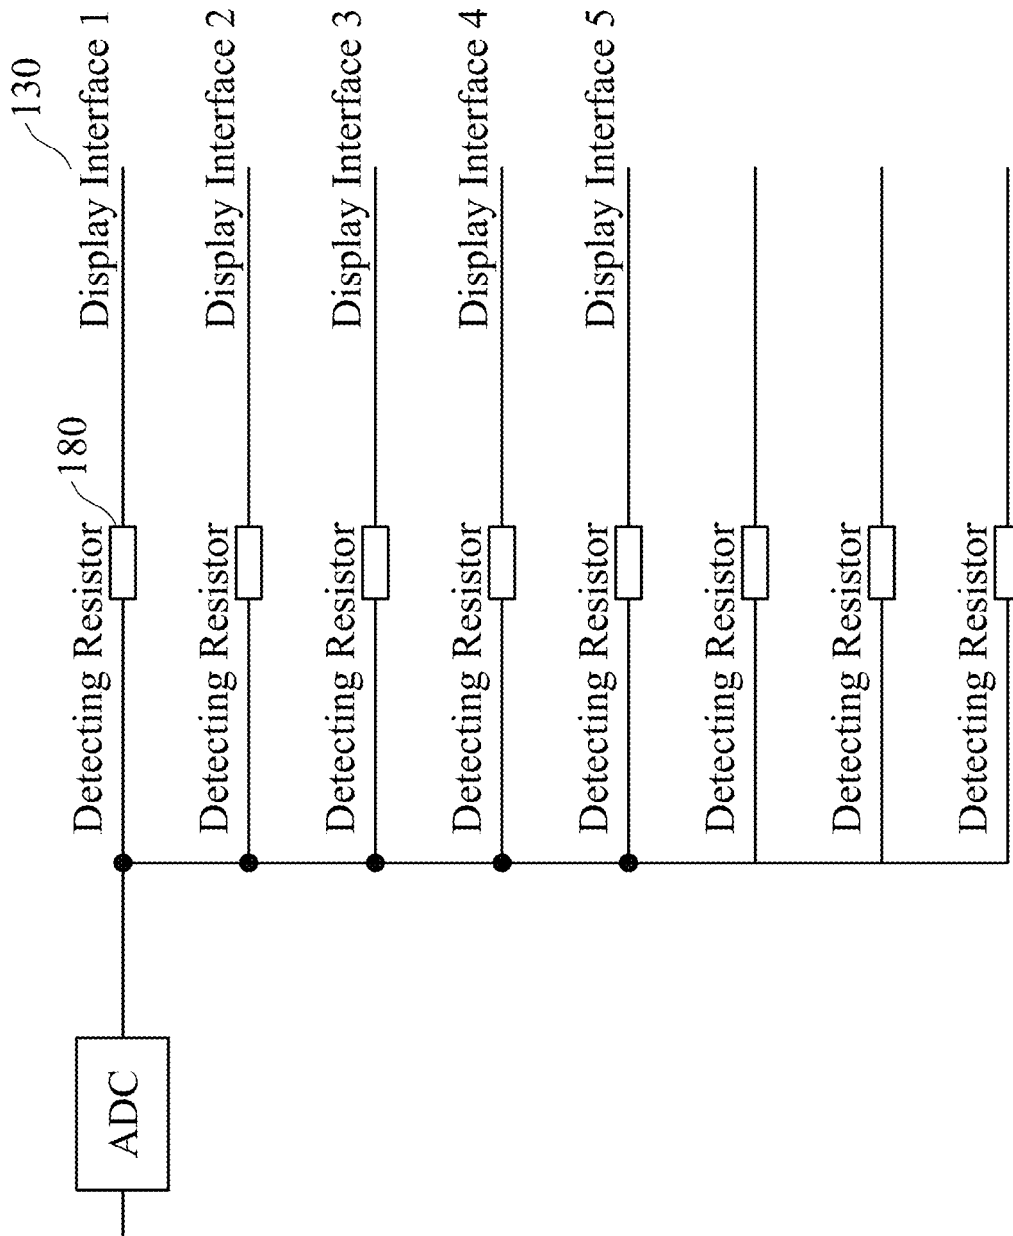 130
Display Interface 1
Display Interface 2
Display Interface 3
Display Interface 4
Display Interface 5
180
Detecting Resistor
Detecting Resistor
Detecting Resistor
Detecting Resistor
Detecting Resistor
Detecting Resistor
Detecting Resistor
Detecting Resistor
ADC